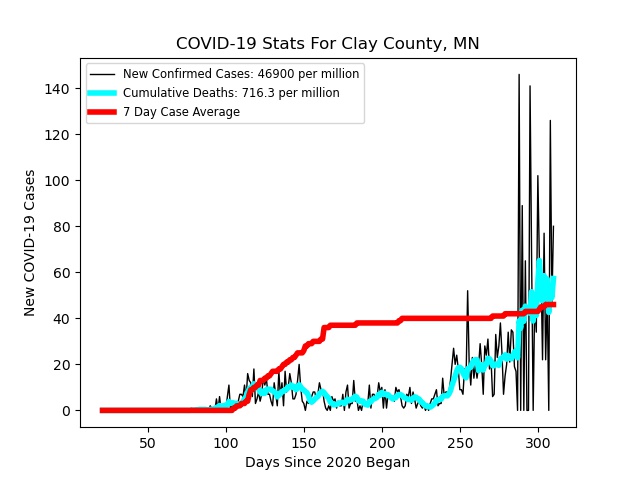 COVID-19 Stats For Clay County, MN
New Confirmed Cases: 46900 per million
Cumulative Deaths: 716.3 per million
7 Day Case Average
New COVID-19 Cases
140
120
100
80
60
40
20
0
50 100 150 200 250 300
Days Since 2020 Began